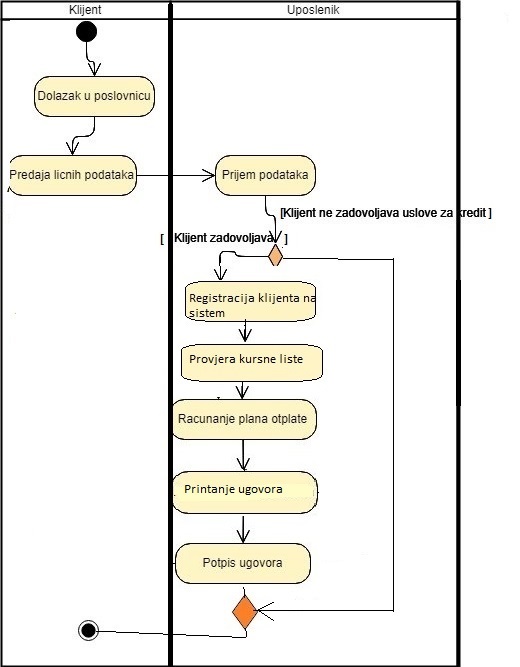 Klijent
Uposlenik
Dolazak u poslovnicu
Predaja licnih podataka
Prijem podataka
[Klijent ne zadovoljava uslove za kredit ]
[ Klijent zadovoljava ]
Registracija klijenta na
sistem
Provjera kursne liste
Racunanje plana otplate
Printanje ugovora
Potpis ugovora